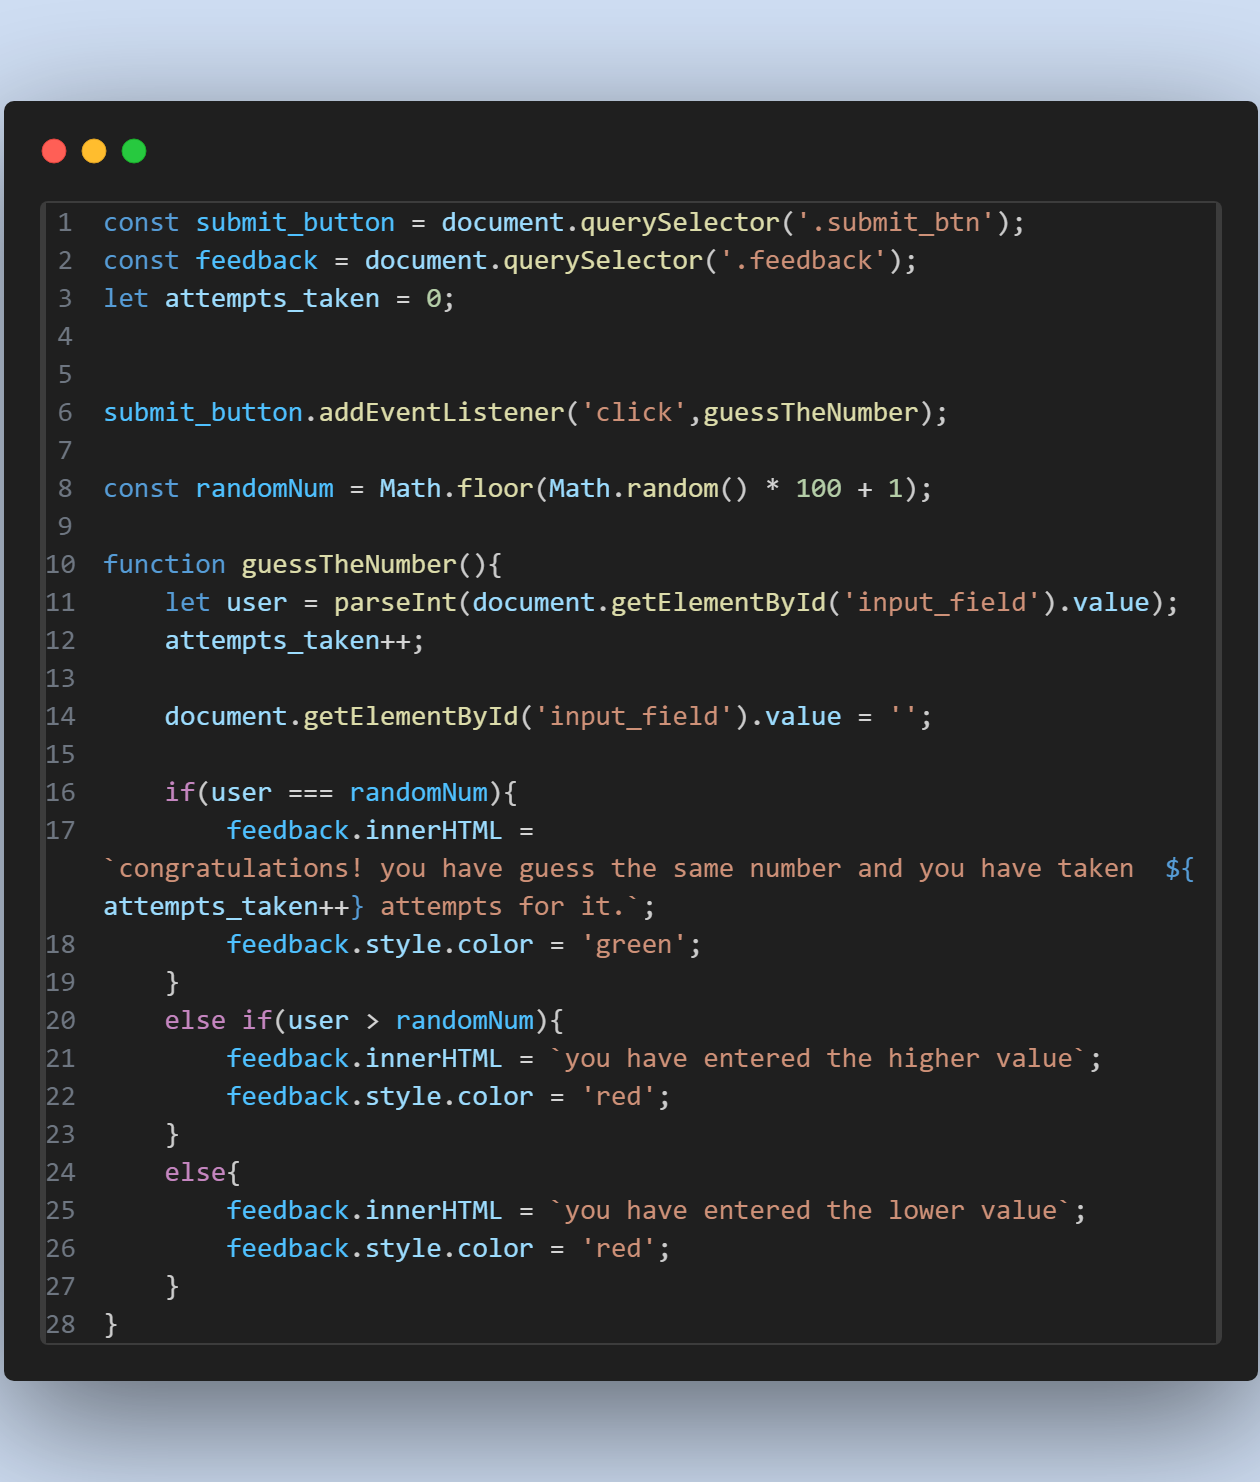 1 const submit_button = document.querySelector('.submit_btn');
2 const feedback = document.querySelector('.feedback');
3 let attempts_taken = 0;
4
5
6 submit_button.addEventListener('click',guessTheNumber);
7
8 const randomNum = Math.floor(Math.random() * 100 + 1);
9
10 function guessTheNumber(){
11     let user = parseInt(document.getElementById('input_field').value);
12     attempts_taken++;
13
14     document.getElementById('input_field').value = '';
15
16     if(user === randomNum){
17         feedback.innerHTML =
`congratulations! you have guess the same number and you have taken  ${
attempts_taken++} attempts for it.`;
18         feedback.style.color = 'green';
19     }
20     else if(user > randomNum){
21         feedback.innerHTML = `you have entered the higher value`;
22         feedback.style.color = 'red';
23     }
24     else{
25         feedback.innerHTML = `you have entered the lower value`;
26         feedback.style.color = 'red';
27     }
28 }